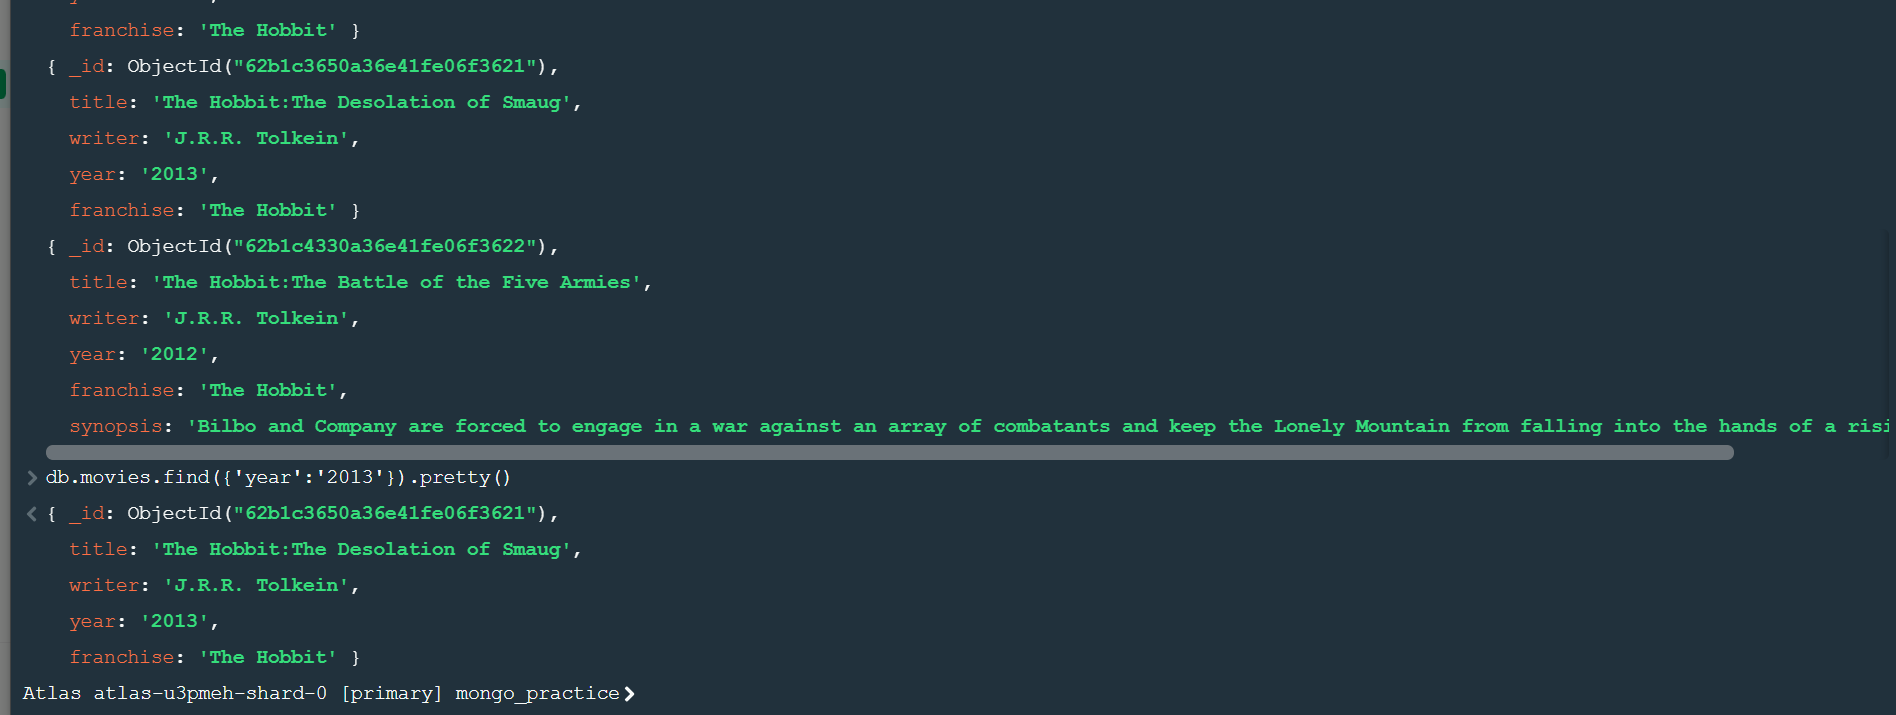 franchise: 'The Hobbit' }
{ _id: ObjectId("62b1c3650a36e41fe06f3621"),
title: 'The Hobbit:The Desolation of Smaug',
writer: 'J.R.R. Tolkein',
year: '2013',
franchise: 'The Hobbit' }
{ _id: ObjectId("62b1c4330a36e41fe06f3622"),
title: 'The Hobbit:The Battle of the Five Armies',
writer: 'J.R.R. Tolkein',
year: '2012',
franchise: 'The Hobbit',
synopsis: 'Bilbo and Company are forced to engage in a war against an array of combatants and keep the Lonely Mountain from falling into the hands of a risi
> db.movies.find({'year':'2013'}).pretty()
< { _id: ObjectId("62b1c3650a36e41fe06f3621"),
title: 'The Hobbit:The Desolation of Smaug',
writer: 'J.R.R. Tolkein',
year: '2013',
franchise: 'The Hobbit' }
Atlas atlas-u3pmeh-shard-0 [primary] mongo_practice>